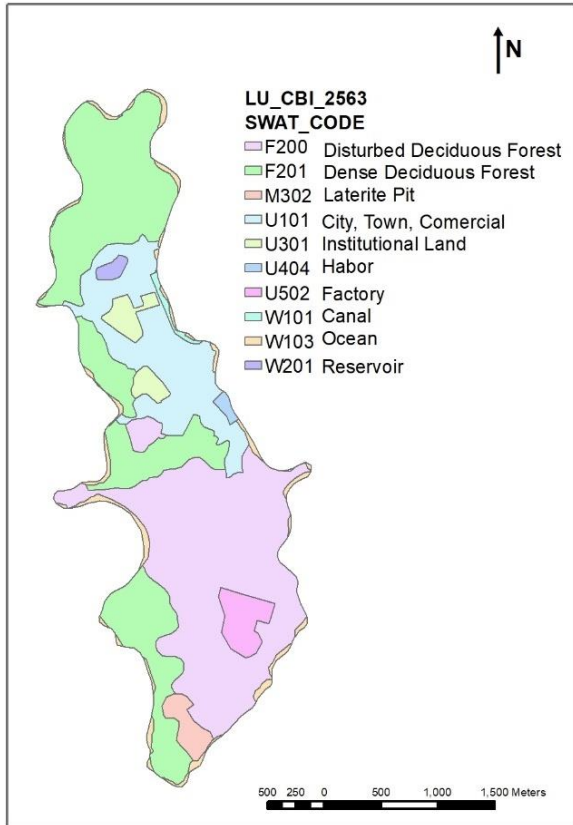 N
LU_CBI_2563
SWAT_CODE
F200 Disturbed Deciduous Forest
F201 Dense Deciduous Forest
M302 Laterite Pit
U101 City, Town, Comercial
U301 Institutional Land
U404 Habor
U502 Factory
W101 Canal
W103 Ocean
W201 Reservoir
500 250 0 500 1,000 1,500 Meters